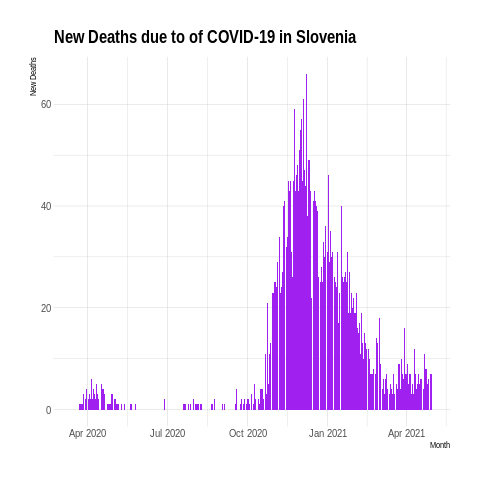 New Deaths due to of COVID-19 in Slovenia
New Deaths
60
40
20
0
Apr 2020 Jul 2020 Oct 2020 Jan 2021 Apr 2021
Month